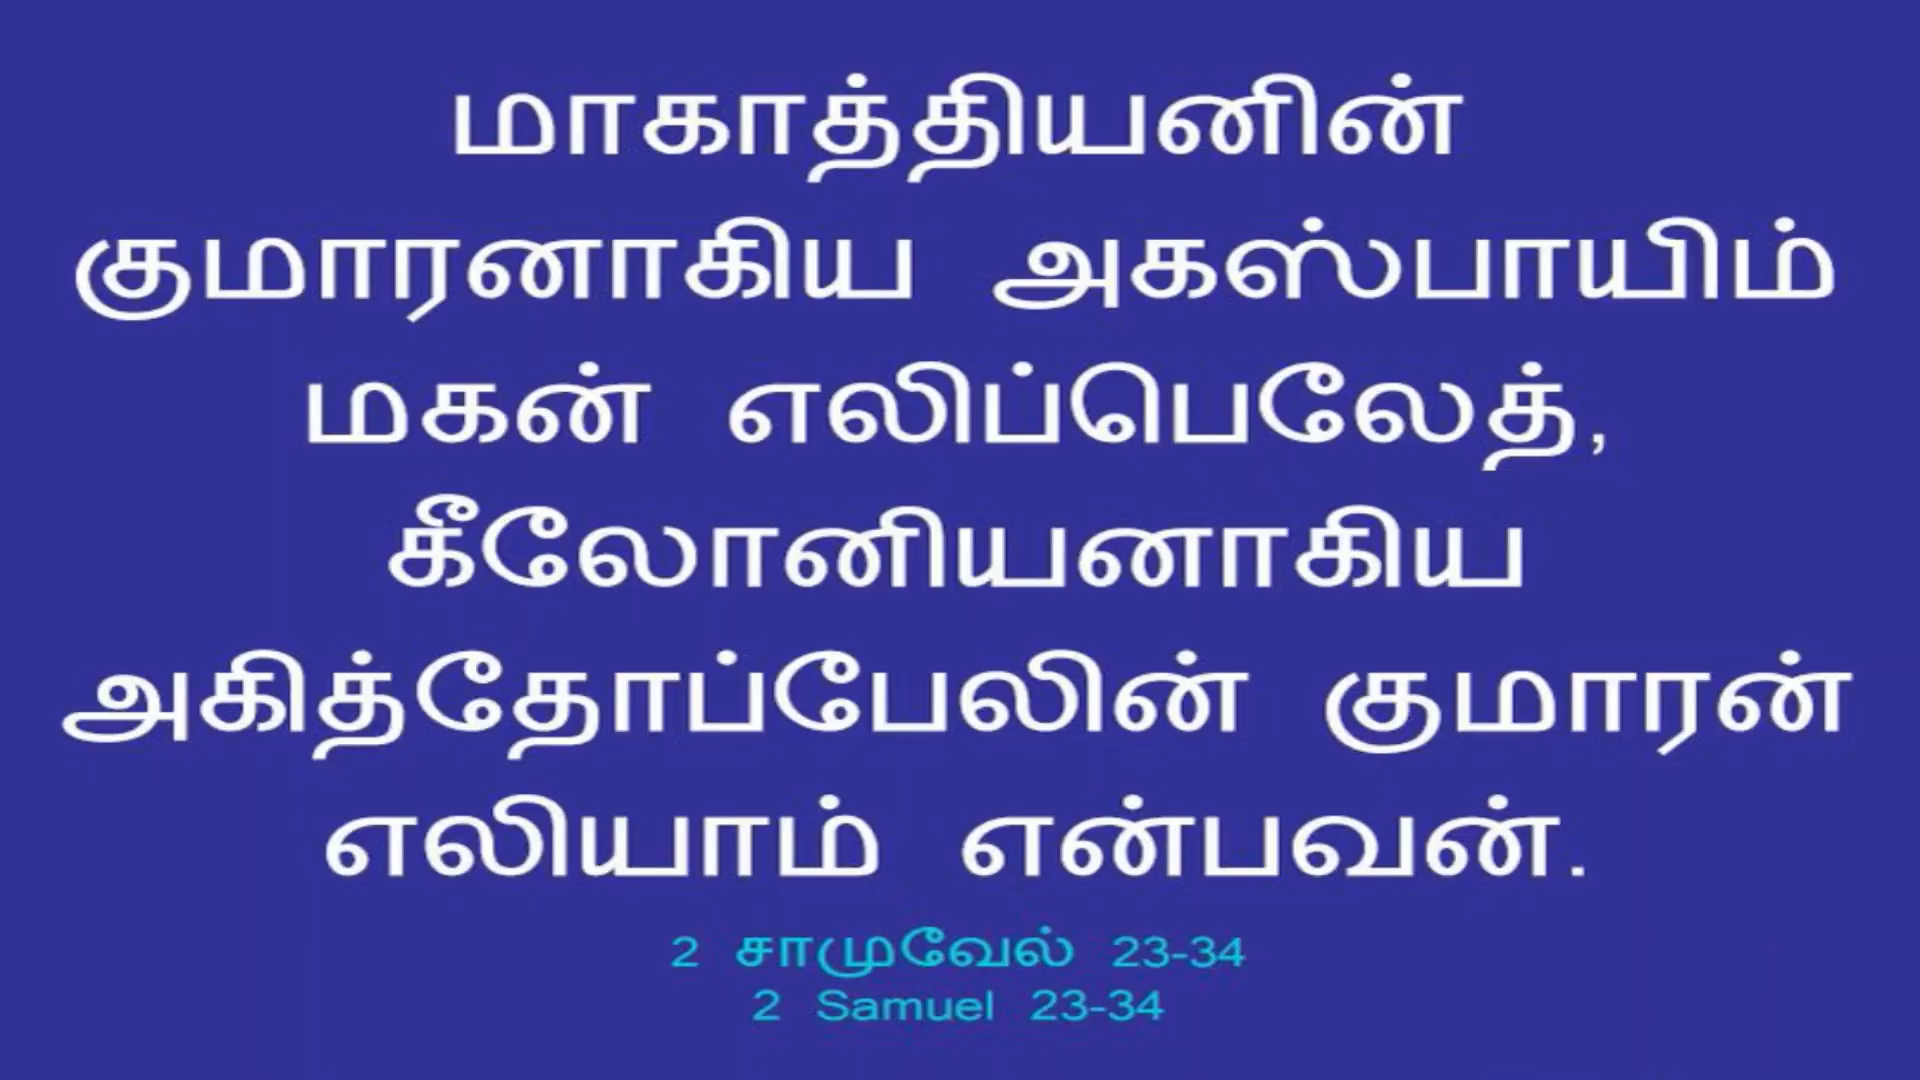 மாகாத்தியனின்
குமாரனாகிய அகஸ்பாயிம்
மகன் எலிப்பெலேத்,
கீலோனியனாகிய
அகித்தோப்பேலின் குமாரன்
எலியாம் என்பவன்.
2 சாமுவேல் 23-34
2 Samuel 23-34